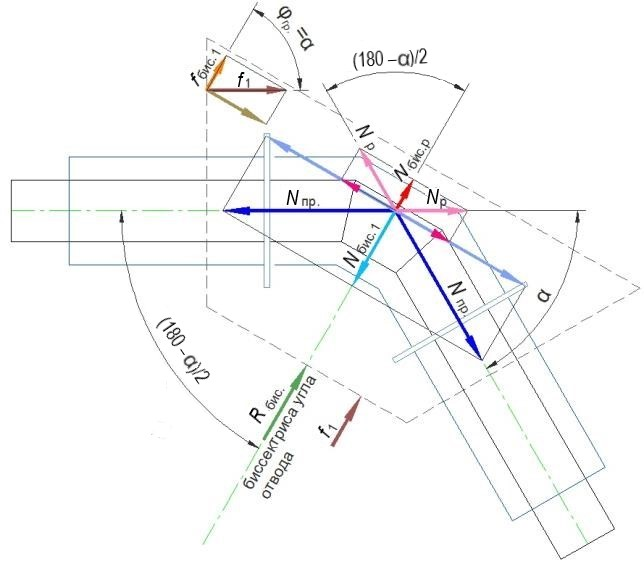 φгр.=α
fбис.1
f1
(180 –α)/2
Nр
Nбис.р
Nпр.
Nр
Nбис.1
Nпр.
α
(180-α)/2
Rбис.
биссектриса угла
отвода
f1